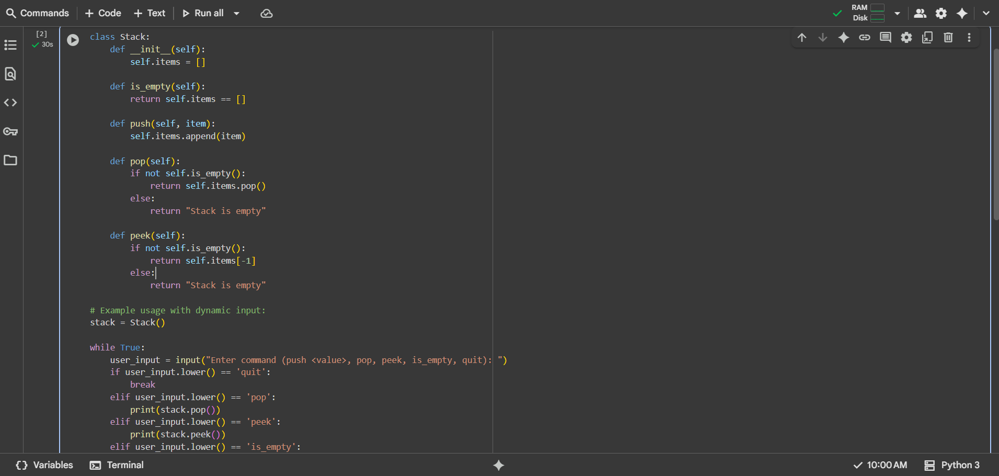 Commands + Code + Text Run all RAM
Disk
[2]
30s
class Stack:
    def __init__(self):
        self.items = []

    def is_empty(self):
        return self.items == []

    def push(self, item):
        self.items.append(item)

    def pop(self):
        if not self.is_empty():
            return self.items.pop()
        else:
            return "Stack is empty"

    def peek(self):
        if not self.is_empty():
            return self.items[-1]
        else:
            return "Stack is empty"

# Example usage with dynamic input:
stack = Stack()

while True:
    user_input = input("Enter command (push <value>, pop, peek, is_empty, quit): ")
    if user_input.lower() == 'quit':
        break
    elif user_input.lower() == 'pop':
        print(stack.pop())
    elif user_input.lower() == 'peek':
        print(stack.peek())
    elif user_input.lower() == 'is_empty':
{} Variables Terminal 10:00 AM Python 3